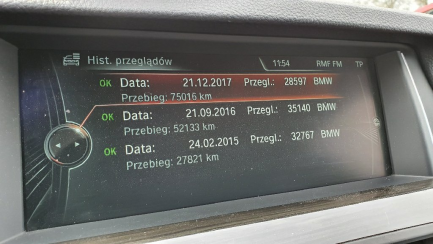 Hist. przeglądów 11:54 RMF FM TP
OK Data: 21.12.2017 Przegl.: 28597 BMW
Przebieg: 75016 km
OK Data: 21.09.2016 Przegl.: 35140 BMW
Przebieg: 52133 km
OK Data: 24.02.2015 Przegl.: 32767 BMW
Przebieg: 27821 km